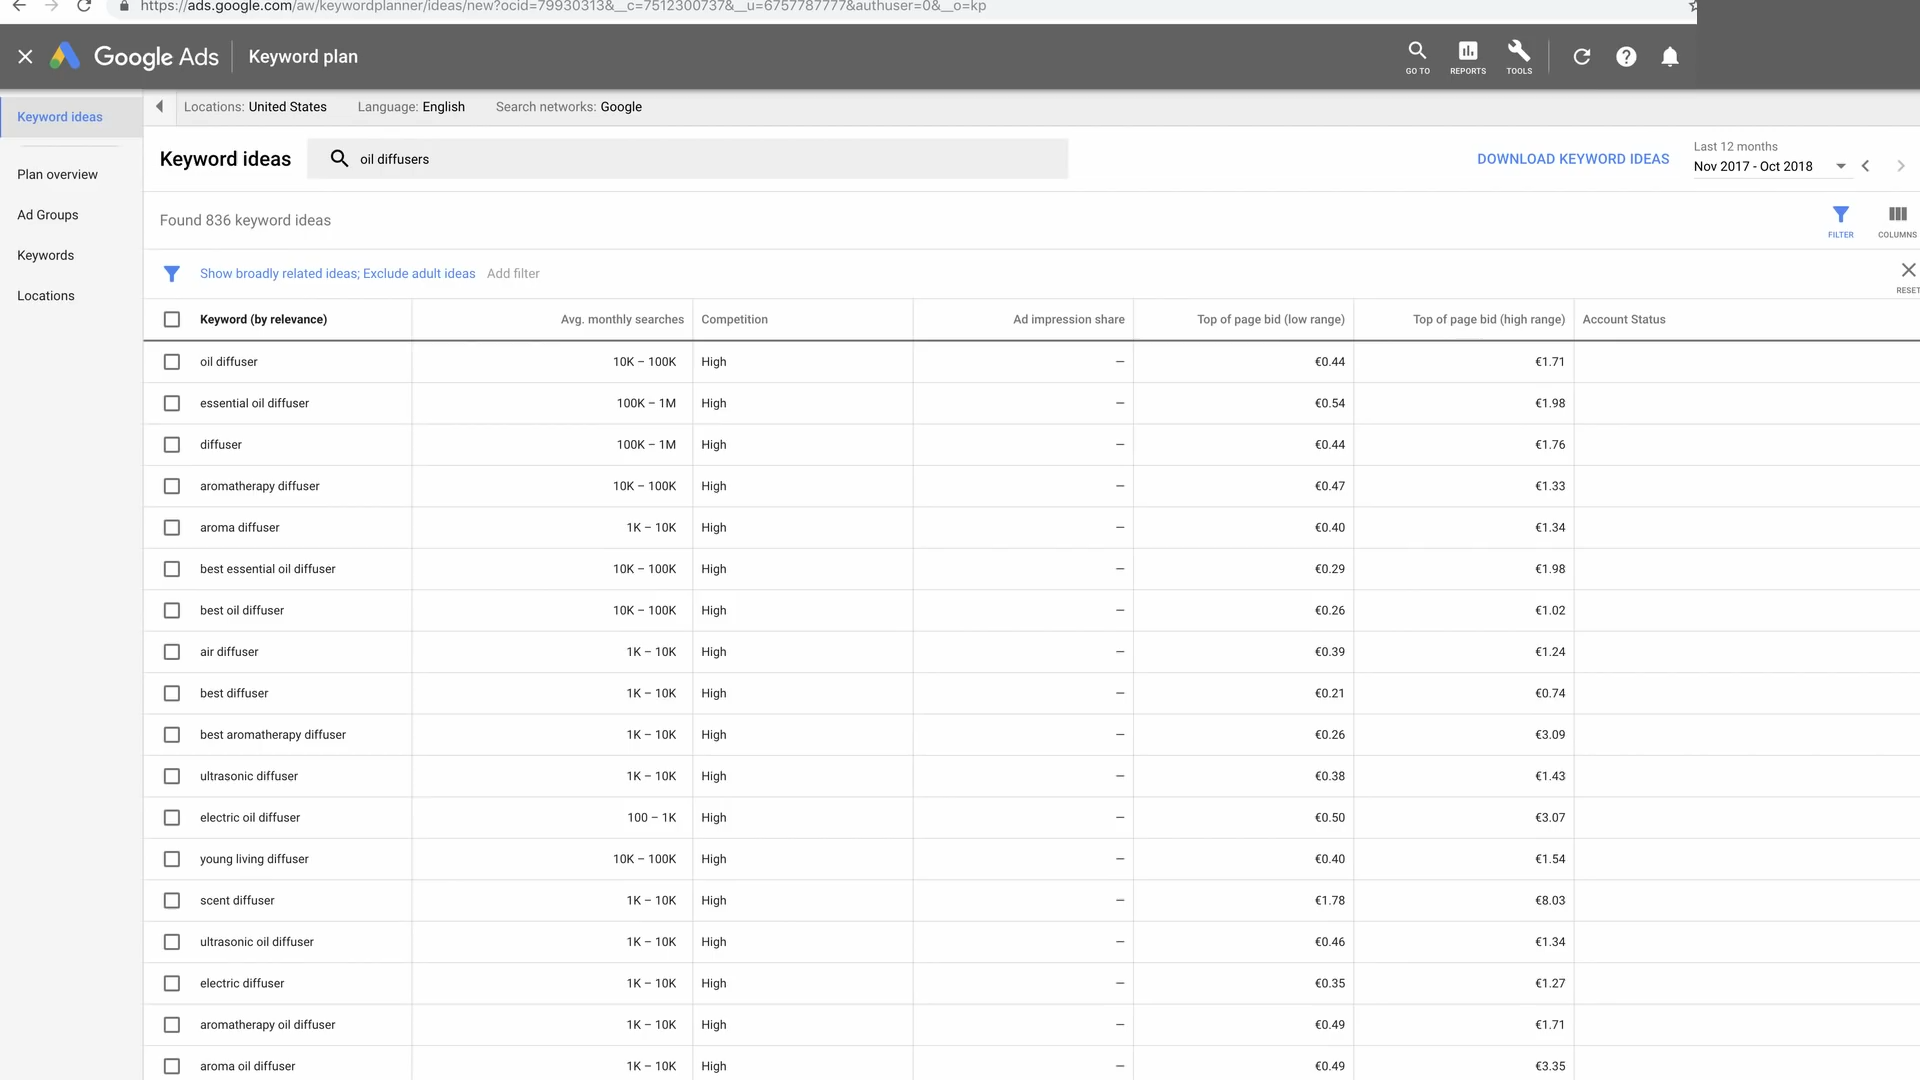 https://ads.google.com/aw/keywordplanner/ideas/new?ocid=79930313&__c=7512300737&__u=6757787777&authuser=0&__o=kp
Google Ads Keyword plan GO TO REPORTS TOOLS
Keyword ideas
Plan overview
Ad Groups
Keywords
Locations
Locations: United States Language: English Search networks: Google
Keyword ideas oil diffusers DOWNLOAD KEYWORD IDEAS Last 12 months
Nov 2017 - Oct 2018
Found 836 keyword ideas FILTER COLUMNS
Show broadly related ideas; Exclude adult ideas Add filter RESET
Keyword (by relevance) Avg. monthly searches Competition Ad impression share Top of page bid (low range) Top of page bid (high range) Account Status
oil diffuser 10K – 100K High – €0.44 €1.71
essential oil diffuser 100K – 1M High – €0.54 €1.98
diffuser 100K – 1M High – €0.44 €1.76
aromatherapy diffuser 10K – 100K High – €0.47 €1.33
aroma diffuser 1K – 10K High – €0.40 €1.34
best essential oil diffuser 10K – 100K High – €0.29 €1.98
best oil diffuser 10K – 100K High – €0.26 €1.02
air diffuser 1K – 10K High – €0.39 €1.24
best diffuser 1K – 10K High – €0.21 €0.74
best aromatherapy diffuser 1K – 10K High – €0.26 €3.09
ultrasonic diffuser 1K – 10K High – €0.38 €1.43
electric oil diffuser 100 – 1K High – €0.50 €3.07
young living diffuser 10K – 100K High – €0.40 €1.54
scent diffuser 1K – 10K High – €1.78 €8.03
ultrasonic oil diffuser 1K – 10K High – €0.46 €1.34
electric diffuser 1K – 10K High – €0.35 €1.27
aromatherapy oil diffuser 1K – 10K High – €0.49 €1.71
aroma oil diffuser 1K – 10K High – €0.49 €3.35